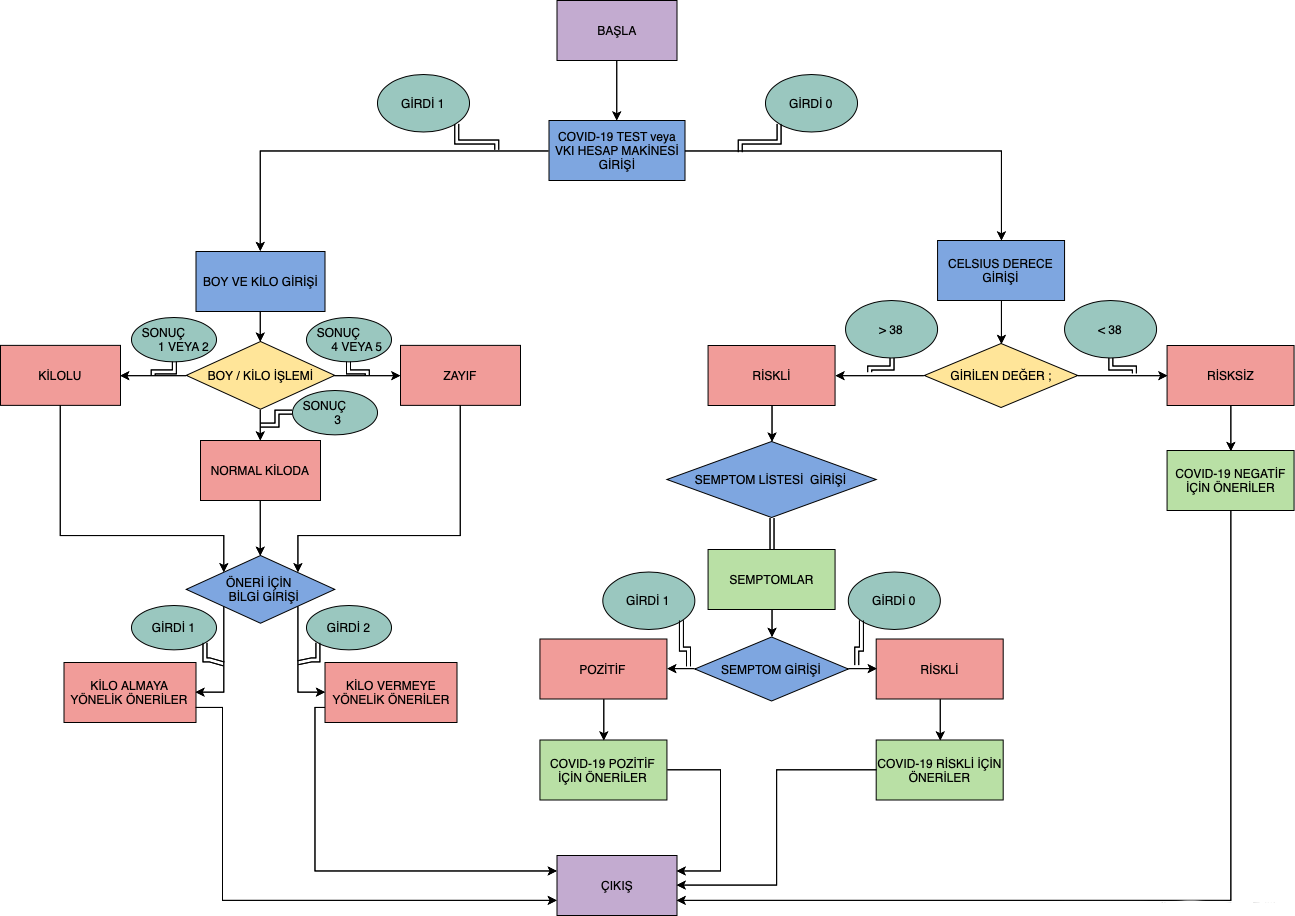 BAŞLA
GİRDİ 1
GİRDİ 0
COVID-19 TEST veya
VKI HESAP MAKİNESİ
GİRİŞİ
BOY VE KİLO GİRİŞİ
CELSIUS DERECE
GİRİŞİ
SONUÇ
1 VEYA 2
SONUÇ
4 VEYA 5
> 38
< 38
KİLOLU
BOY / KİLO İŞLEMİ
ZAYIF
RİSKLİ
GİRİLEN DEĞER ;
RİSKSİZ
SONUÇ
3
NORMAL KİLODA
SEMPTOM LİSTESİ GİRİŞİ
COVID-19 NEGATİF
İÇİN ÖNERİLER
ÖNERİ İÇİN
BİLGİ GİRİŞİ
SEMPTOMLAR
GİRDİ 1
GİRDİ 2
GİRDİ 1
GİRDİ 0
KİLO ALMAYA
YÖNELİK ÖNERİLER
KİLO VERMEYE
YÖNELİK ÖNERİLER
POZİTİF
SEMPTOM GİRİŞİ
RİSKLİ
COVID-19 POZİTİF
İÇİN ÖNERİLER
COVID-19 RİSKLİ İÇİN
ÖNERİLER
ÇIKIŞ